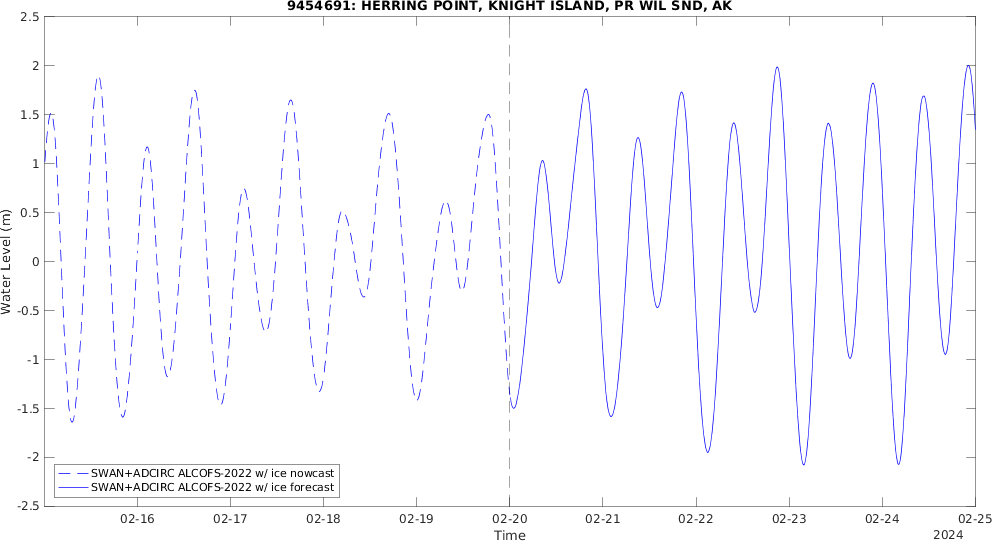 9454691: HERRING POINT, KNIGHT ISLAND, PR WIL SND, AK
2.5
2
1.5
1
0.5
0
-0.5
-1
-1.5
-2
-2.5
Water Level (m)
SWAN+ADCIRC ALCOFS-2022 w/ ice nowcast
SWAN+ADCIRC ALCOFS-2022 w/ ice forecast
02-16 02-17 02-18 02-19 02-20 02-21 02-22 02-23 02-24 02-25
Time
2024